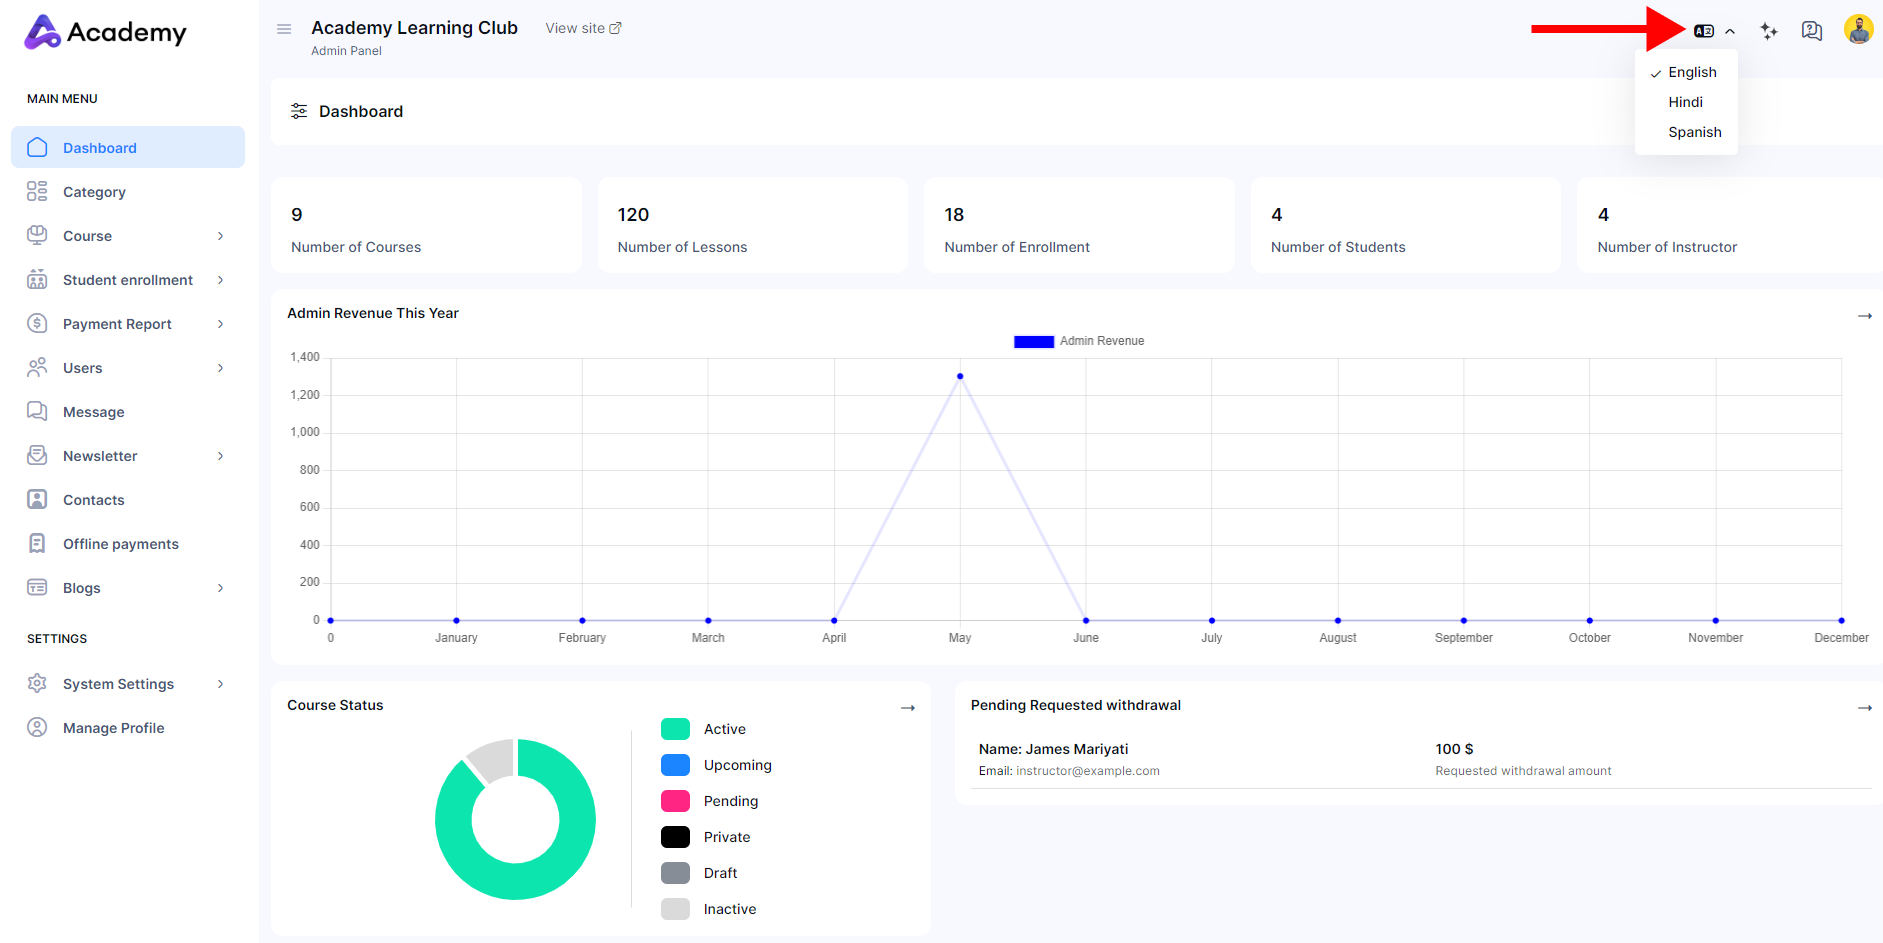 Academy
Academy Learning Club
View site
Admin Panel
English
Hindi
Spanish
MAIN MENU
Dashboard
Category
Course
Student enrollment
Payment Report
Users
Message
Newsletter
Contacts
Offline payments
Blogs
SETTINGS
System Settings
Manage Profile
Dashboard
9
Number of Courses
120
Number of Lessons
18
Number of Enrollment
4
Number of Students
4
Number of Instructor
Admin Revenue This Year
Admin Revenue
1,400
1,200
1,000
800
600
400
200
0
0 January February March April May June July August September October November December
Course Status
Active
Upcoming
Pending
Private
Draft
Inactive
Pending Requested withdrawal
Name: James Mariyati
Email: instructor@example.com
100 $
Requested withdrawal amount